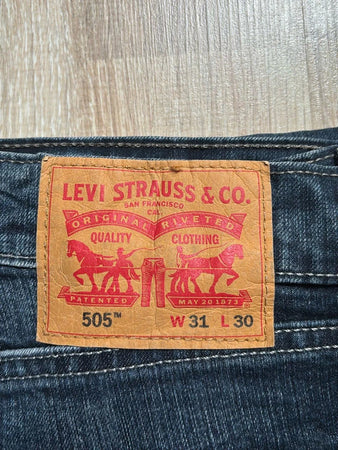 LEVI STRAUSS & CO.
SAN FRANCISCO
CAL.
ORIGINAL RIVETED
QUALITY CLOTHING
PATENTED MAY 20 1873
505™ W 31 L 30